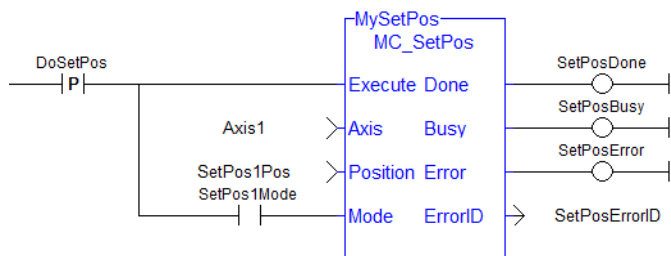 MySetPos
MC_SetPos
DoSetPos
P
Execute Done
SetPosDone
Axis1
Axis Busy
SetPosBusy
SetPos1Pos
Position Error
SetPosError
SetPos1Mode
Mode ErrorID
SetPosErrorID